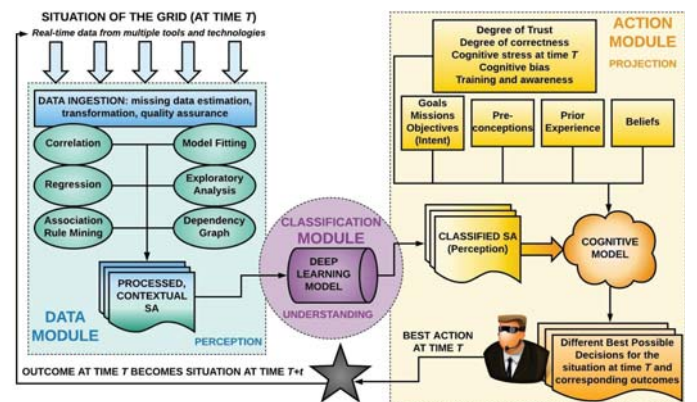 SITUATION OF THE GRID (AT TIME T)
Real-time data from multiple tools and technologies
DATA INGESTION: missing data estimation,
transformation, quality assurance
Correlation
Model Fitting
Regression
Exploratory
Analysis
Association
Rule Mining
Dependency
Graph
PROCESSED,
CONTEXTUAL
SA
DATA
MODULE
PERCEPTION
CLASSIFICATION
MODULE
DEEP
LEARNING
MODEL
UNDERSTANDING
ACTION
MODULE
PROJECTION
Degree of Trust
Degree of correctness
Cognitive stress at time T
Cognitive bias
Training and awareness
Goals
Missions
Objectives
(Intent)
Pre-
conceptions
Prior
Experience
Beliefs
CLASSIFIED SA
(Perception)
COGNITIVE
MODEL
Different Best Possible
Decisions for the
situation at time T and
corresponding outcomes
BEST ACTION
AT TIME T
OUTCOME AT TIME T BECOMES SITUATION AT TIME T+t